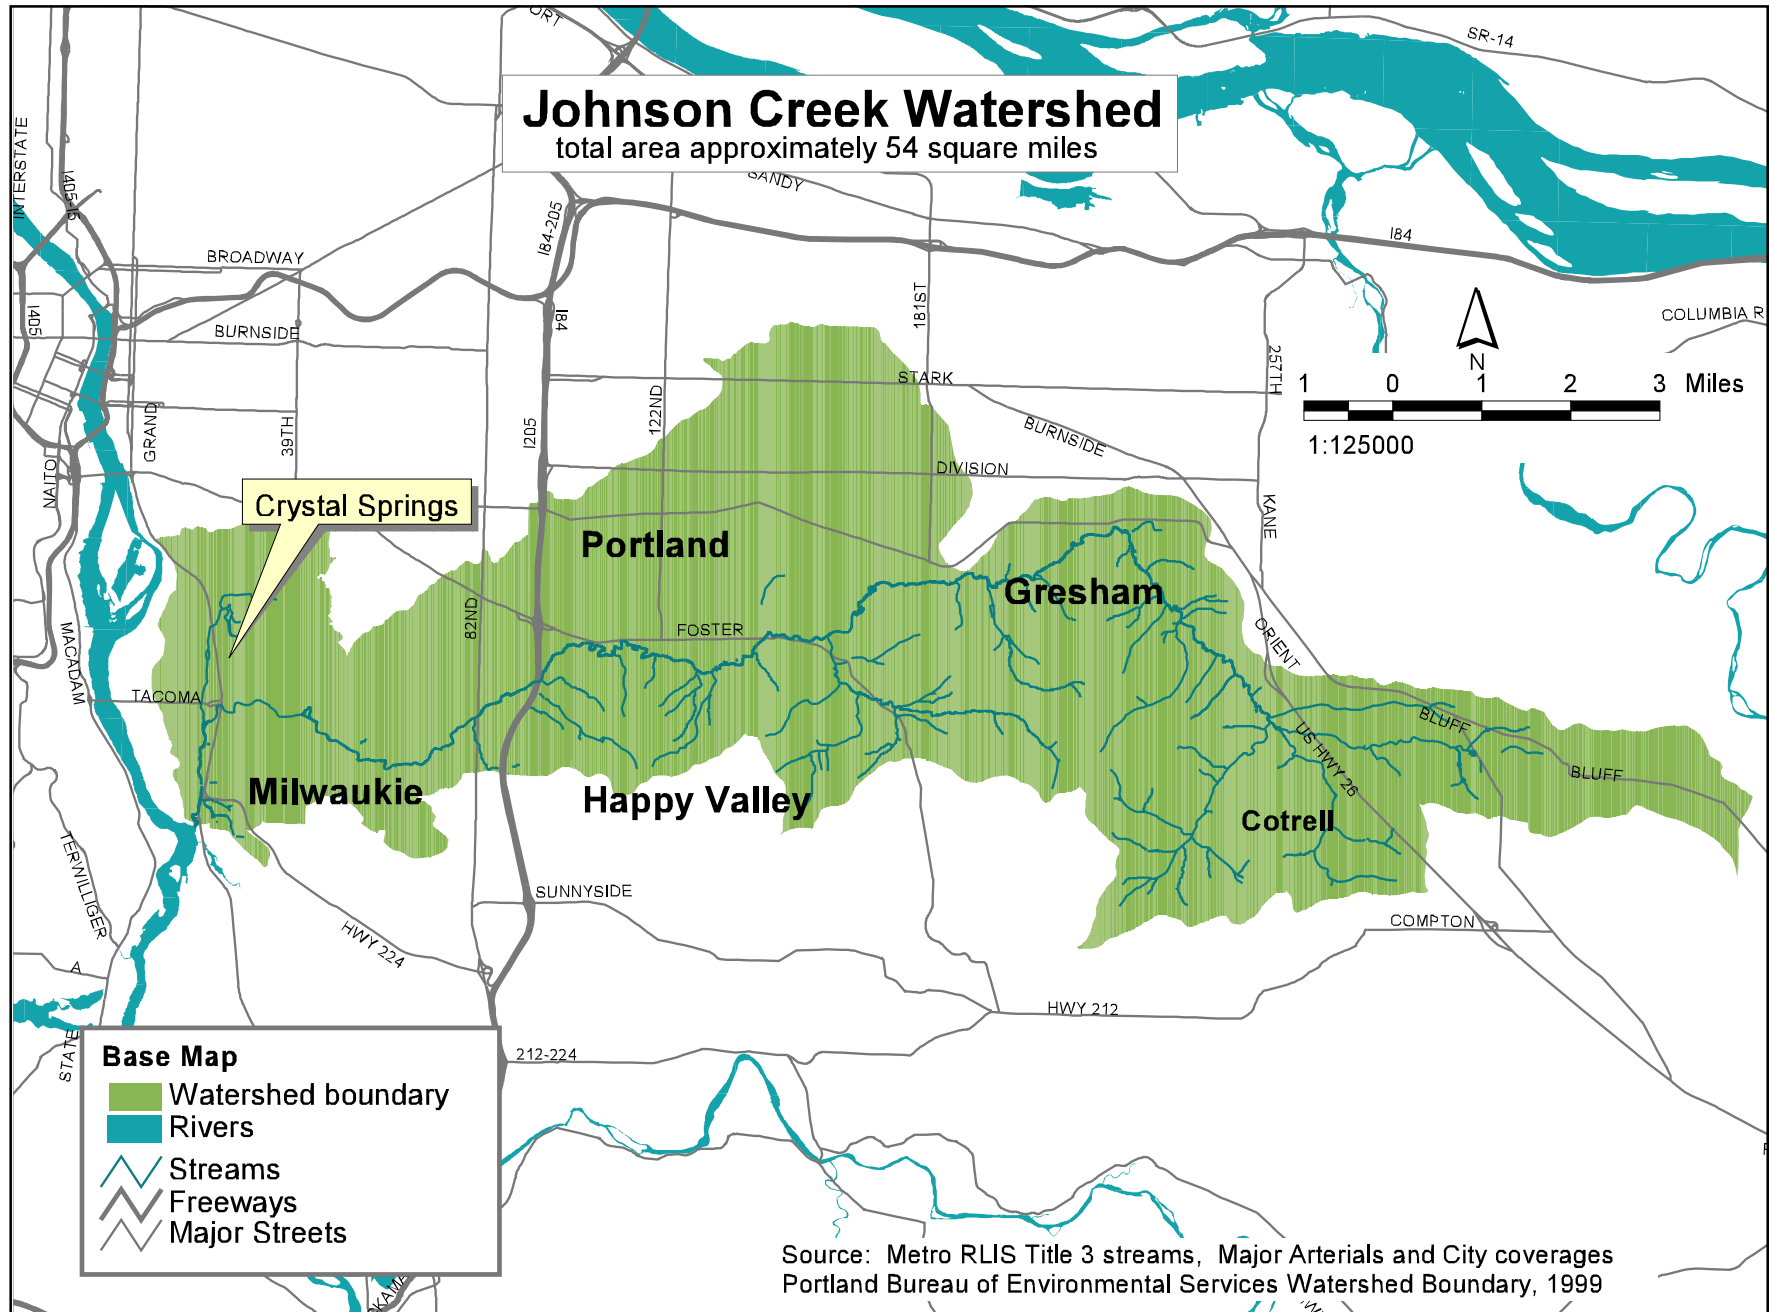 Johnson Creek Watershed
total area approximately 54 square miles
ORT
SR-14
INTERSTATE
I405-I5
SANDY
I84-205
I84
BROADWAY
I405
BURNSIDE
I84
181ST
COLUMBIA R
N
1 0 1 2 3 Miles
1:125000
257TH
STARK
122ND
GRAND
39TH
I205
BURNSIDE
DIVISION
NAITO
KANE
Crystal Springs
Portland
Gresham
82ND
FOSTER
MACADAM
ORIENT
TACOMA
BLUFF
US HWY 26
BLUFF
Milwaukie
Happy Valley
Cotrell
TERWILLIGER
SUNNYSIDE
HWY 224
COMPTON
A
HWY 212
STATE
212-224
Base Map
Watershed boundary
Rivers
Streams
Freeways
Major Streets
CKAMA
Source: Metro RLIS Title 3 streams, Major Arterials and City coverages
Portland Bureau of Environmental Services Watershed Boundary, 1999